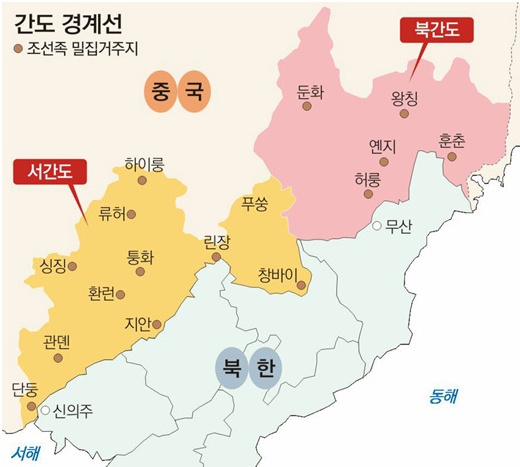 간도 경계선
조선족 밀집거주지
북간도
중국
둔화
왕칭
옌지
훈춘
허룽
하이룽
서간도
류허
푸쑹
무산
린장
싱징
퉁화
창바이
환런
지안
관뎬
북한
단둥
신의주
동해
서해